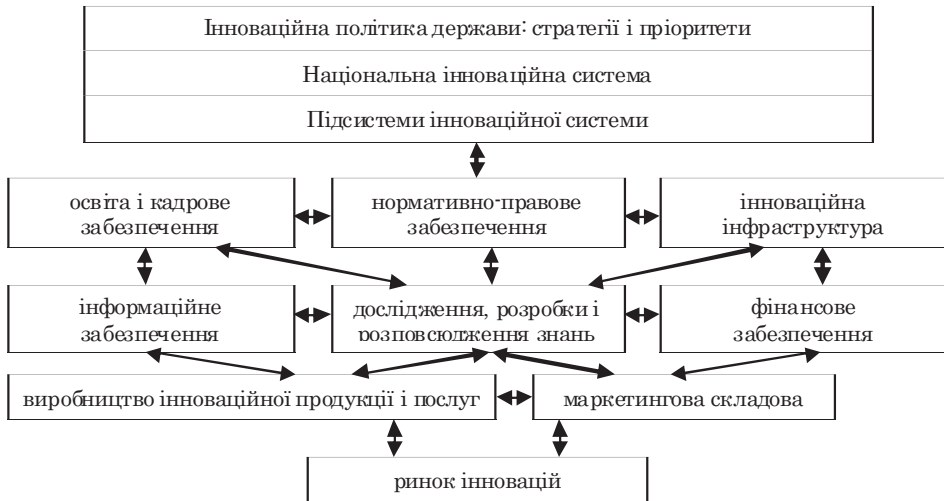 Інноваційна політика держави: стратегії і пріоритети
Національна інноваційна система
Підсистеми інноваційної системи
освіта і кадрове
забезпечення
нормативно-правове
забезпечення
інноваційна
інфраструктура
інформаційне
забезпечення
дослідження, розробки і
розповсюдження знань
фінансове
забезпечення
виробництво інноваційної продукції і послуг
маркетингова складова
ринок інновацій